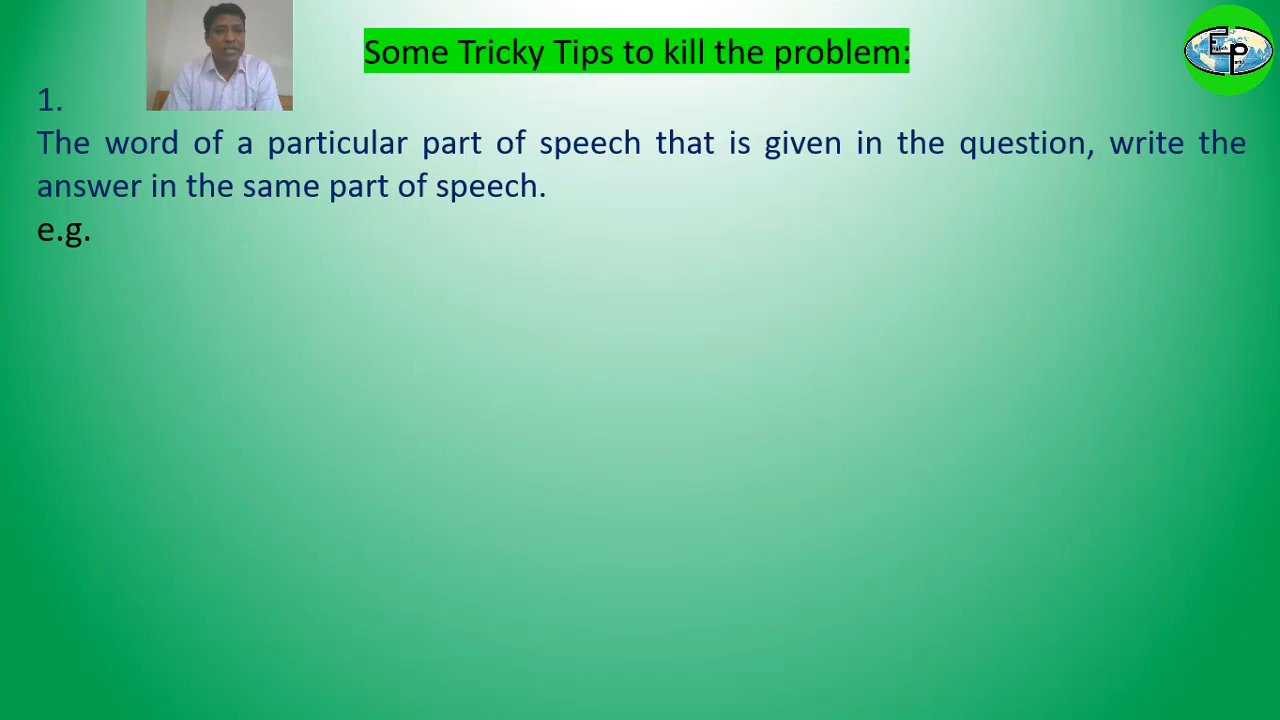 Some Tricky Tips to kill the problem:
1.
The word of a particular part of speech that is given in the question, write the
answer in the same part of speech.
e.g.